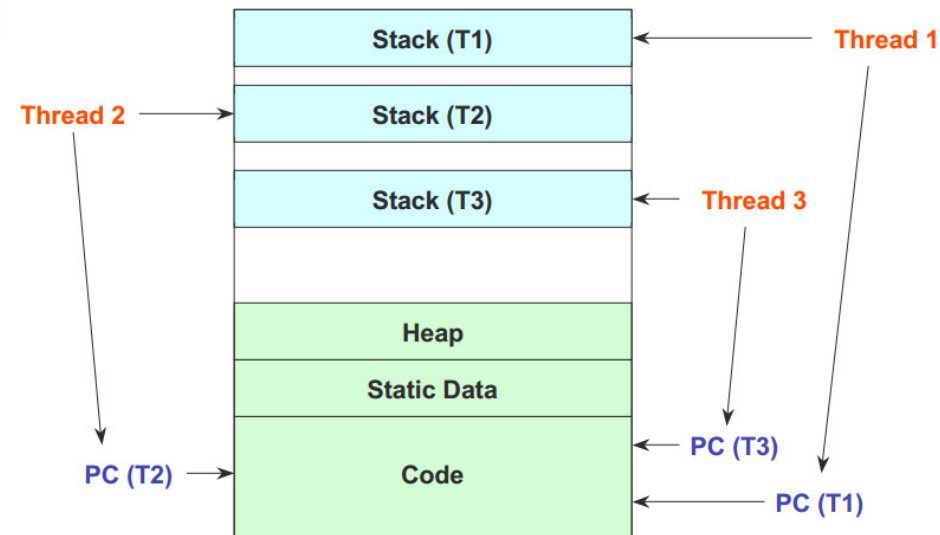 Stack (T1)
Thread 1
Thread 2
Stack (T2)
Stack (T3)
Thread 3
Heap
Static Data
PC (T3)
PC (T2)
Code
PC (T1)